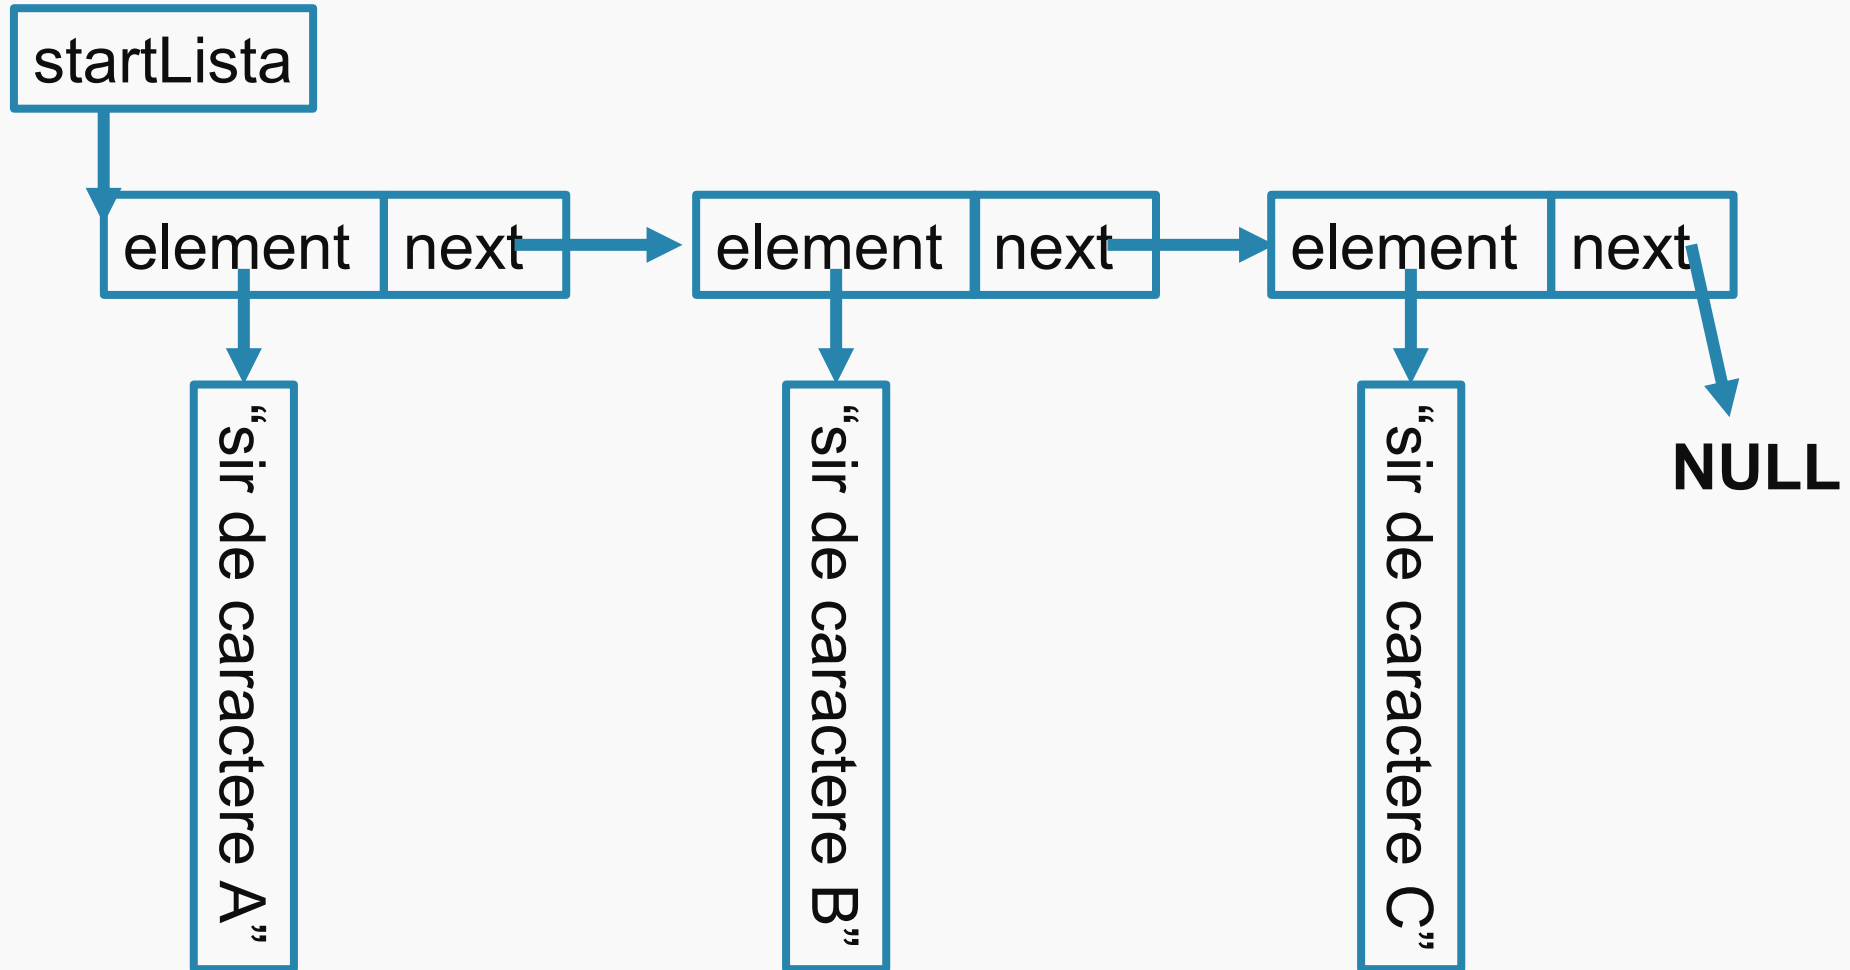 startLista
element next element next element next
“sir de caractere A”
“sir de caractere B”
“sir de caractere C”
NULL